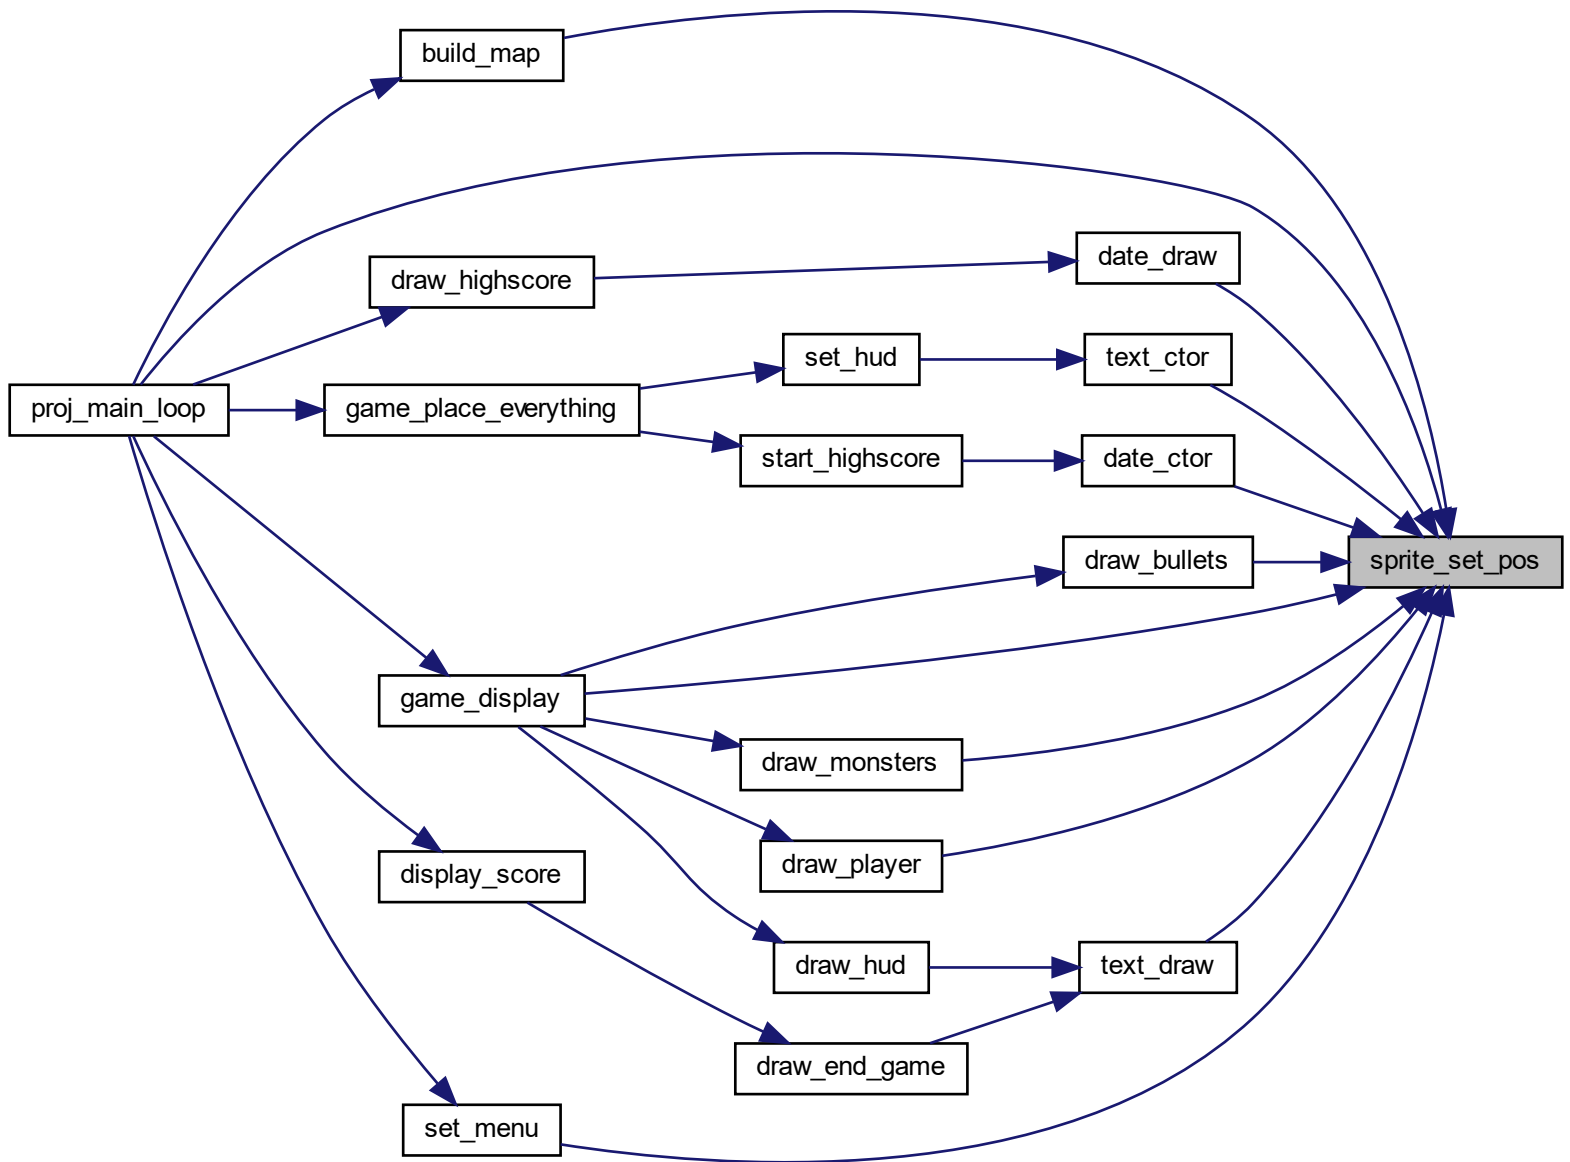 build_map
date_draw
draw_highscore
set_hud
text_ctor
proj_main_loop
game_place_everything
start_highscore
date_ctor
draw_bullets
sprite_set_pos
game_display
draw_monsters
draw_player
display_score
draw_hud
text_draw
draw_end_game
set_menu